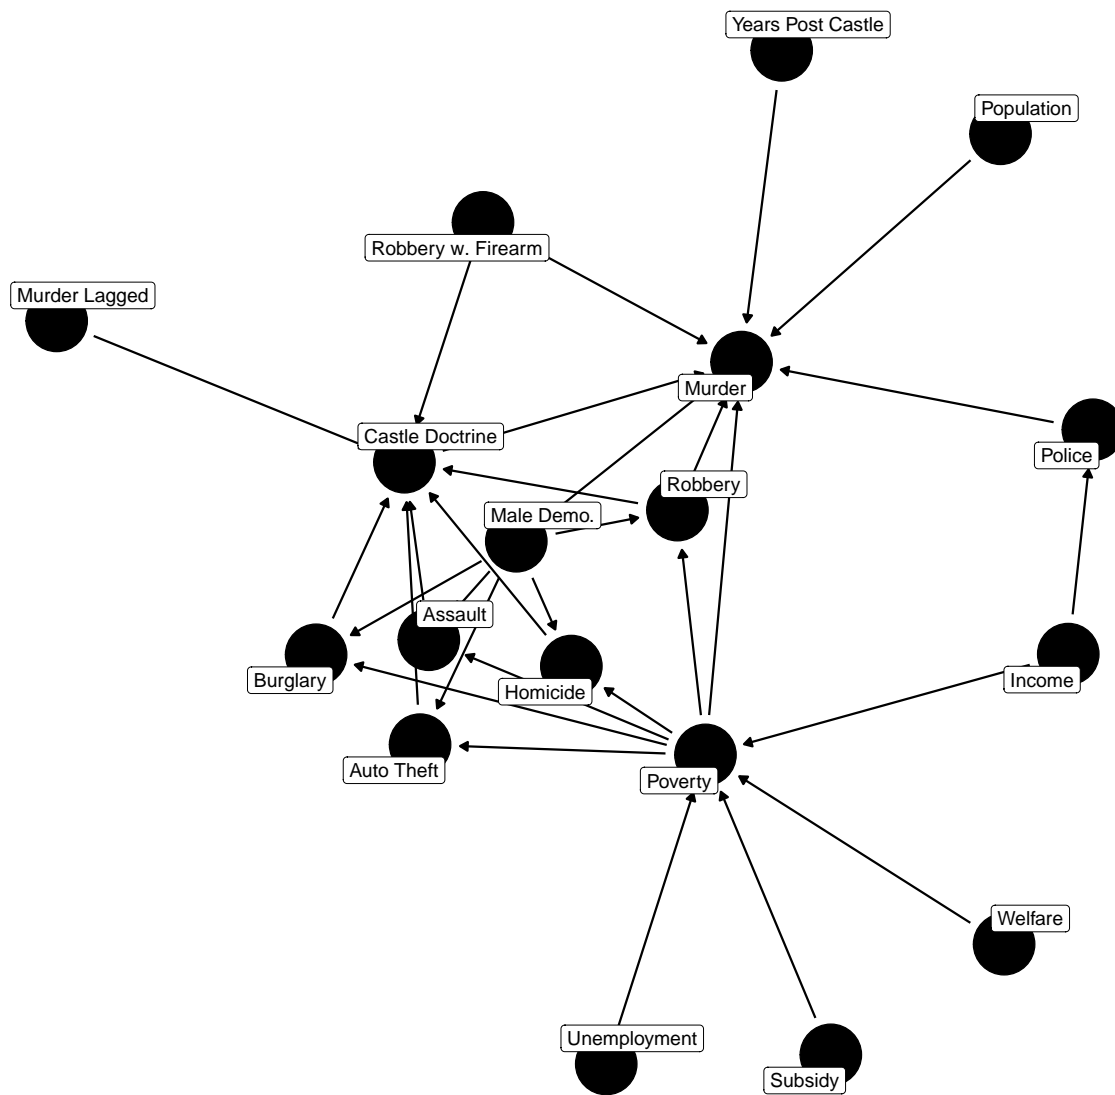 Years Post Castle
Population
Robbery w. Firearm
Murder Lagged
Murder
Castle Doctrine
Police
Robbery
Male Demo.
Assault
Burglary
Homicide
Income
Auto Theft
Poverty
Welfare
Unemployment
Subsidy